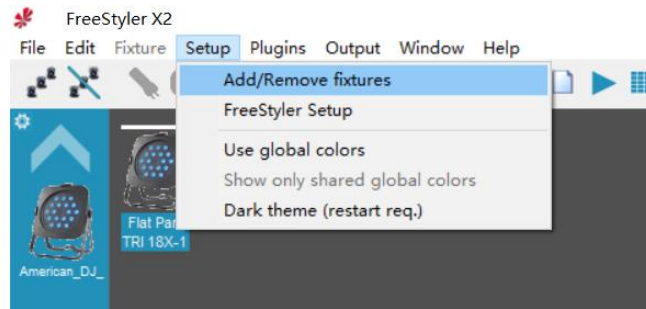 FreeStyler X2
File Edit Fixture Setup Plugins Output Window Help
Add/Remove fixtures
FreeStyler Setup
Use global colors
Show only shared global colors
Dark theme (restart req.)
Flat Par
TRI 18X-1
American_DJ_